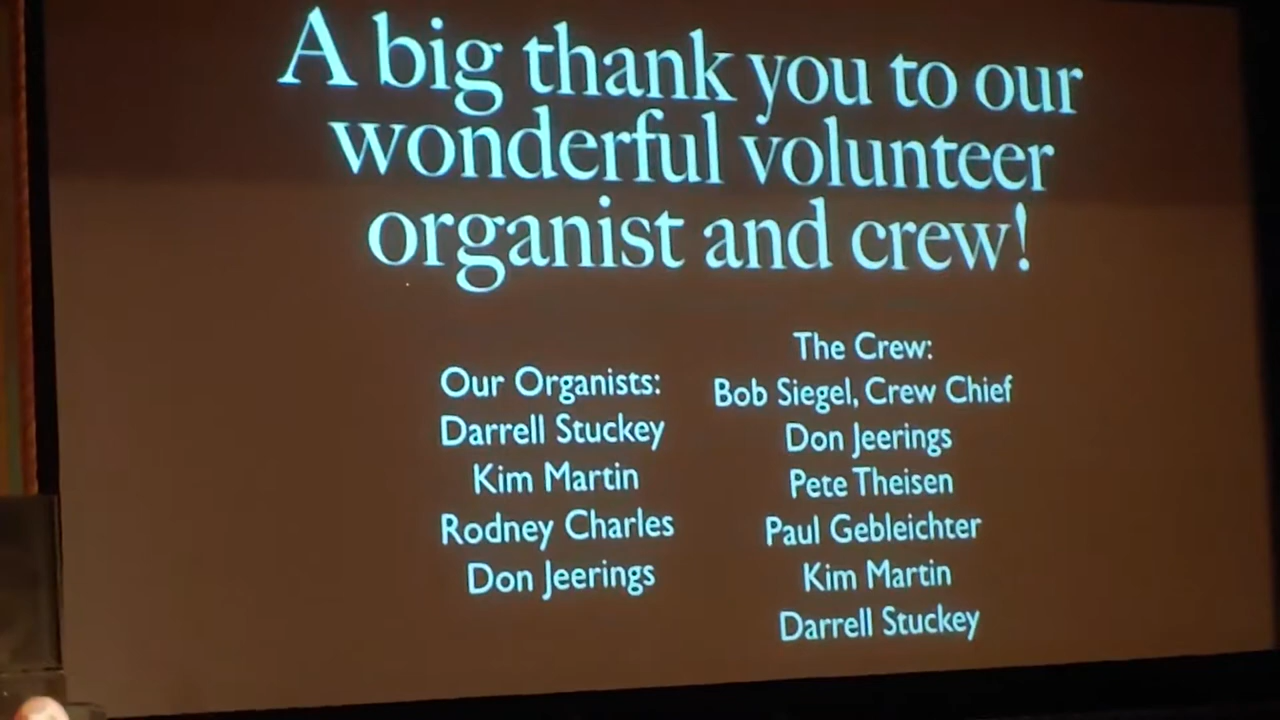 A big thank you to our
wonderful volunteer
organist and crew!
Our Organists:
Darrell Stuckey
Kim Martin
Rodney Charles
Don Jeerings
The Crew:
Bob Siegel, Crew Chief
Don Jeerings
Pete Theisen
Paul Gebleichter
Kim Martin
Darrell Stuckey